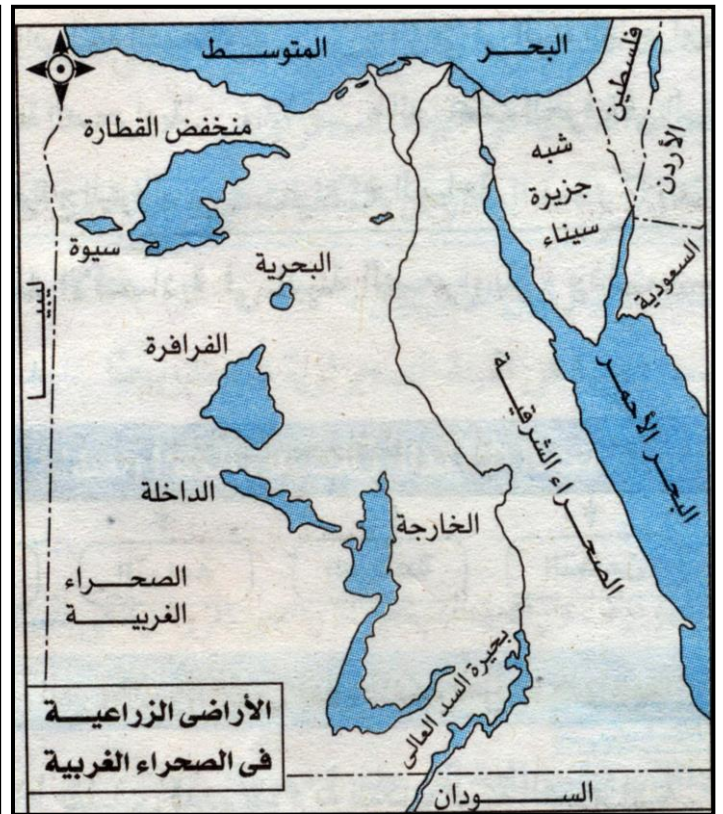 البحر المتوسط
فلسطين
الأردن
منخفض القطارة
شبه
جزيرة
سيناء
سيوة
السعودية
البحرية
ليبيا
الفرافرة
البحر الأحمر
الصحراء الشرقية
الداخلة
الخارجة
الصحراء
الغربية
بحيرة السد العالى
الأراضى الزراعية
فى الصحراء الغربية
السودان